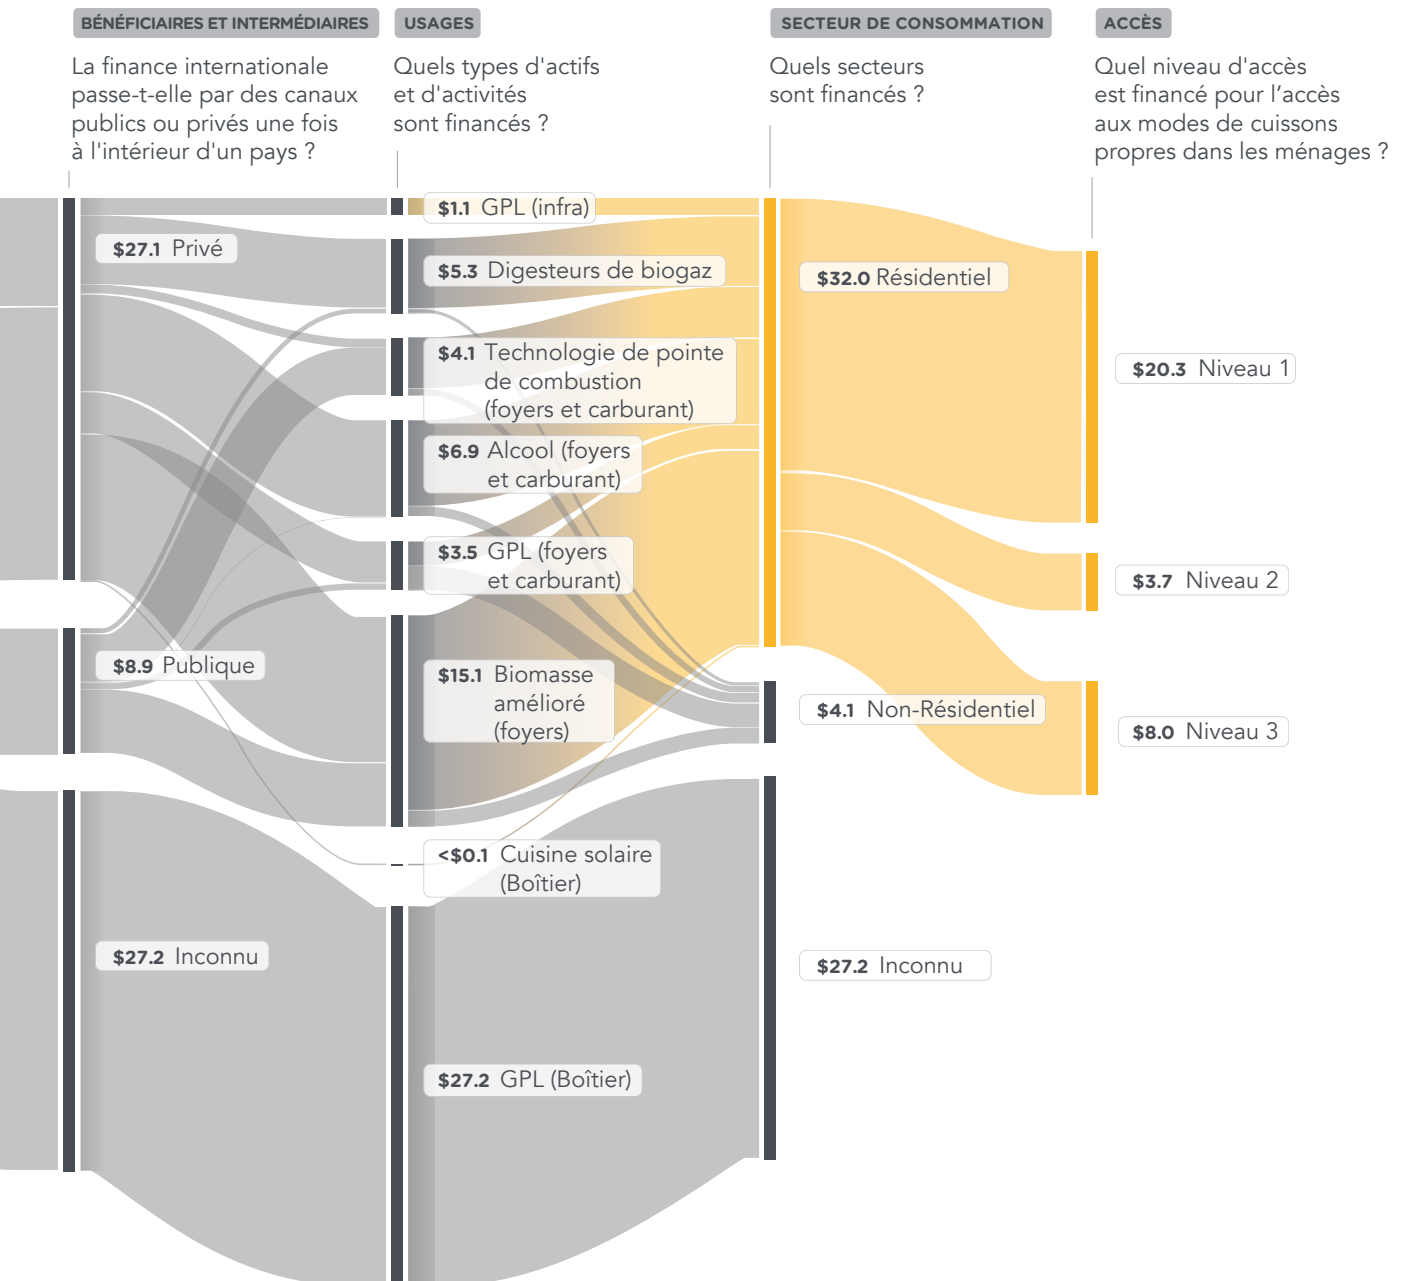 BÉNÉFICIAIRES ET INTERMÉDIAIRES
La finance internationale
passe-t-elle par des canaux
publics ou privés une fois
à l'intérieur d'un pays ?
USAGES
Quels types d'actifs
et d'activités
sont financés ?
SECTEUR DE CONSOMMATION
Quels secteurs
sont financés ?
ACCÈS
Quel niveau d'accès
est financé pour l’accès
aux modes de cuissons
propres dans les ménages ?
$27.1 Privé
$8.9 Publique
$27.2 Inconnu
$1.1 GPL (infra)
$5.3 Digesteurs de biogaz
$4.1 Technologie de pointe
de combustion
(foyers et carburant)
$6.9 Alcool (foyers
et carburant)
$3.5 GPL (foyers
et carburant)
$15.1 Biomasse
amélioré
(foyers)
<$0.1 Cuisine solaire
(Boîtier)
$27.2 GPL (Boîtier)
$32.0 Résidentiel
$4.1 Non-Résidentiel
$27.2 Inconnu
$20.3 Niveau 1
$3.7 Niveau 2
$8.0 Niveau 3